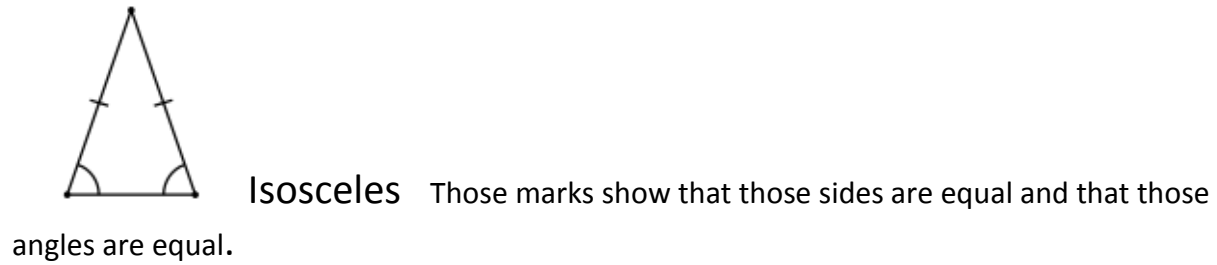 Isosceles Those marks show that those sides are equal and that those
angles are equal.